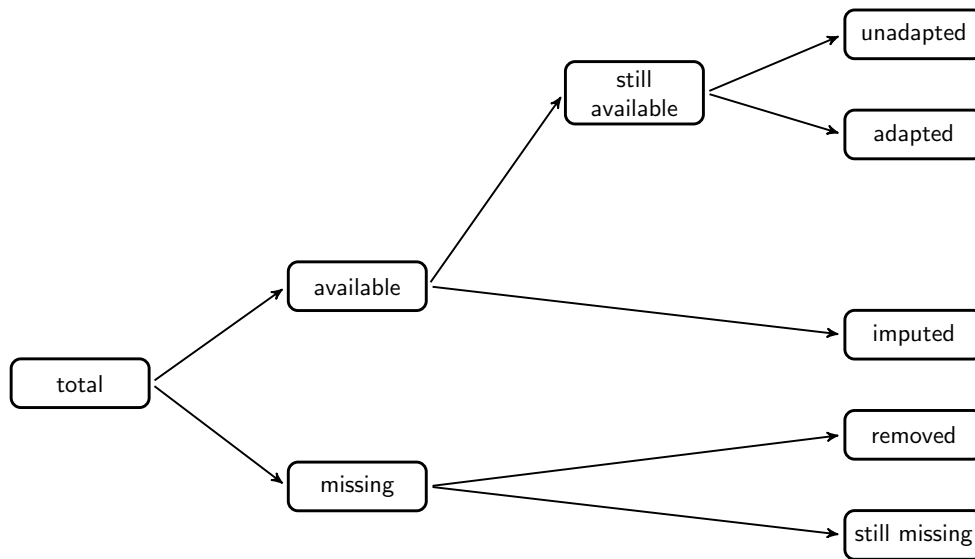 unadapted
still
available
adapted
available
imputed
total
removed
missing
still missing